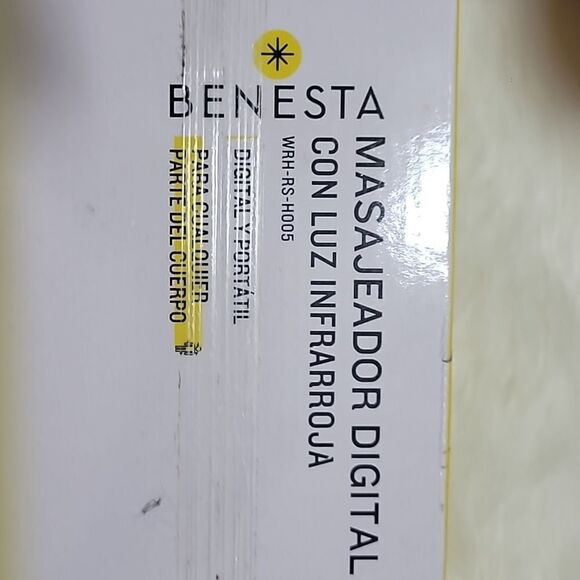 BENESTA
MASAJEADOR DIGITAL
CON LUZ INFRARROJA
WRH-RS-H005
DIGITAL Y PORTÁTIL
PARA CUALQUIER
PARTE DEL CUERPO